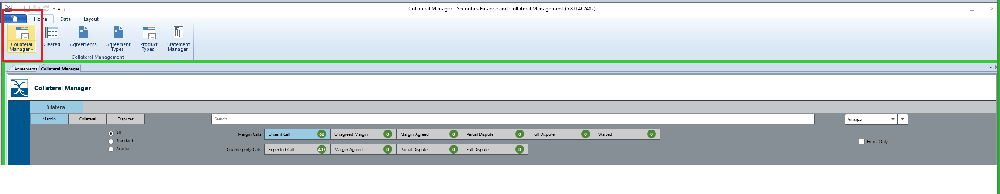 Collateral Manager - Securities Finance and Collateral Management (5.8.0.467487)
Home Data Layout
Collateral Manager
Cleared
Agreements
Agreement Types
Product Types
Statement Manager
Collateral Management
Agreements Collateral Manager
Collateral Manager
Bilateral
Margin Collateral Disputes Search... Principal
All
Standard
Acadia
Margin Calls Unsent Call 62 Unagreed Margin 0 Margin Agreed 0 Partial Dispute 0 Full Dispute 0 Waived 0
Errors Only
Counterparty Calls Expected Call 407 Margin Agreed 0 Partial Dispute 0 Full Dispute 0